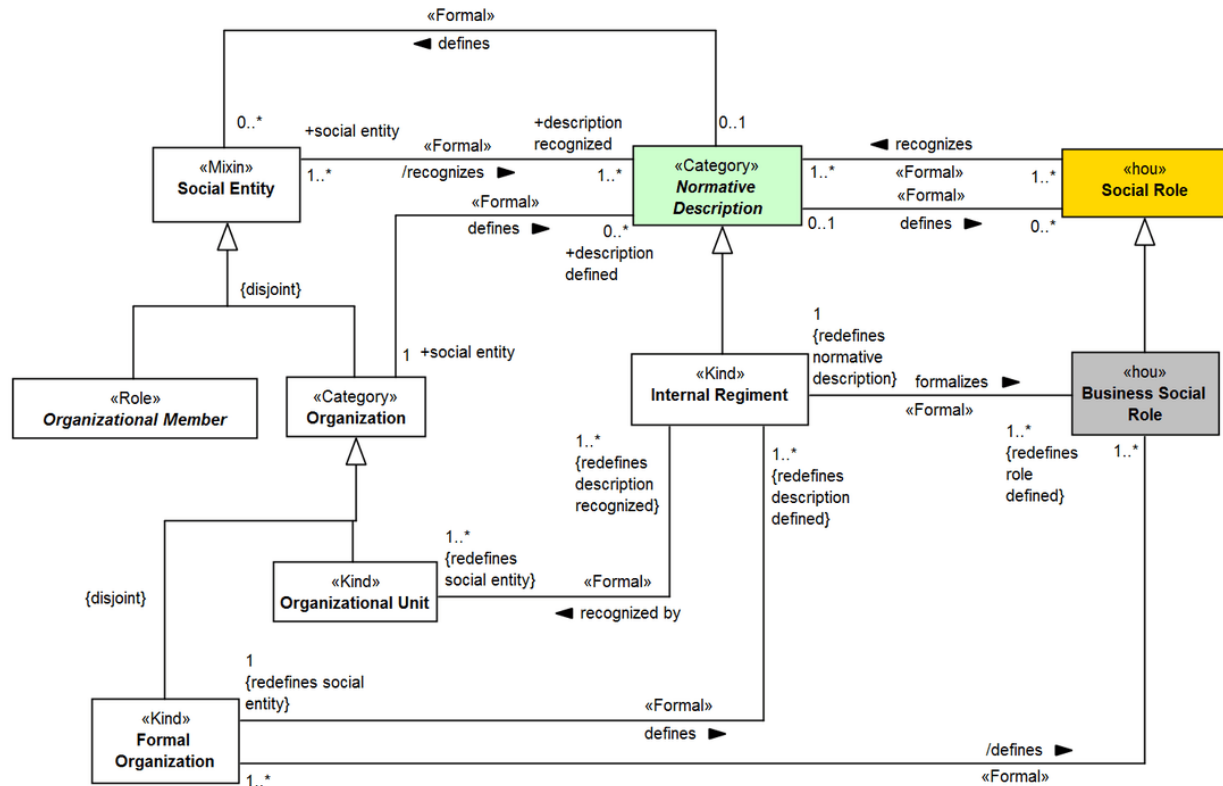 «Formal»
◄ defines
0..*
+social entity
«Formal»
/recognizes ►
+description
recognized
0..1
1..*
1..*
«Mixin»
Social Entity
«Category»
Normative
Description
◄ recognizes
1..*
«Formal»
1..*
«Formal»
0..1
defines ►
0..*
«hou»
Social Role
«Formal»
defines ►
0..*
+description
defined
{disjoint}
1
+social entity
«Role»
Organizational Member
«Category»
Organization
«Kind»
Internal Regiment
1
{redefines
normative
description}
formalizes ►
«Formal»
«hou»
Business Social
Role
1..*
{redefines
description
recognized}
1..*
{redefines
description
defined}
1..*
{redefines
role
defined}
1..*
1..*
{redefines
social entity}
«Formal»
◄ recognized by
«Kind»
Organizational Unit
{disjoint}
1
{redefines social
entity}
«Formal»
defines ►
«Kind»
Formal
Organization
1..*
/defines ►
«Formal»